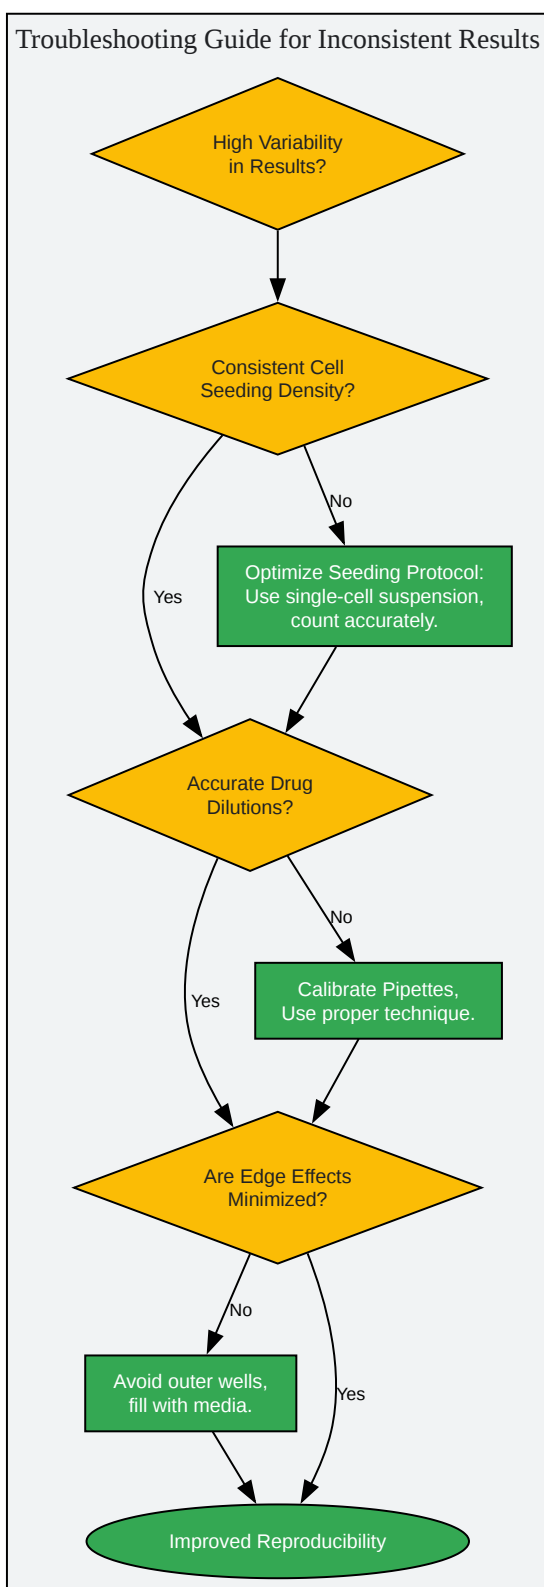 Troubleshooting Guide for Inconsistent Results
High Variability
in Results?
Consistent Cell
Seeding Density?
No
Optimize Seeding Protocol:
Use single-cell suspension,
count accurately.
Yes
Accurate Drug
Dilutions?
No
Calibrate Pipettes,
Use proper technique.
Yes
Are Edge Effects
Minimized?
No
Avoid outer wells,
fill with media.
Yes
Improved Reproducibility